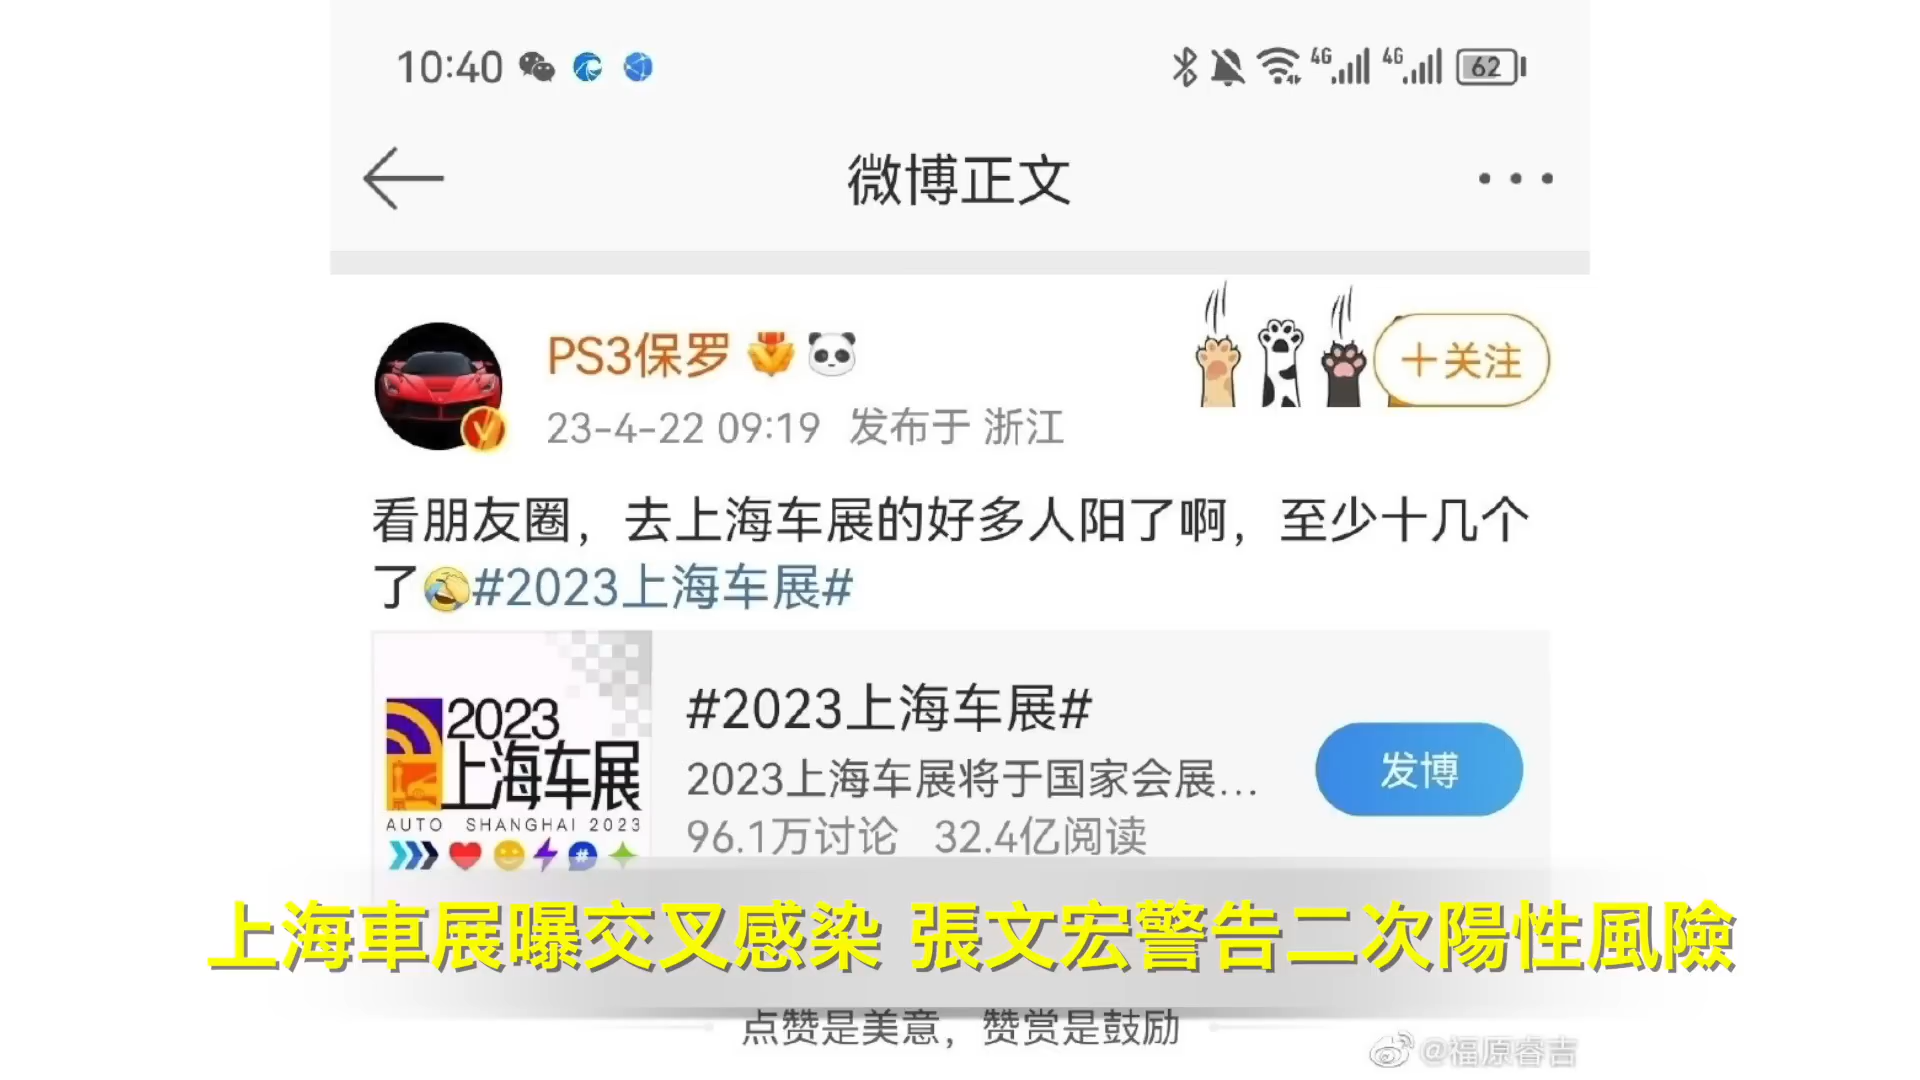 10:40 4G 4G 62
微博正文
PS3保罗
+关注
23-4-22 09:19 发布于 浙江
看朋友圈，去上海车展的好多人阳了啊，至少十几个
了#2023上海车展#
2023
上海车展
AUTO SHANGHAI 2023
#
#2023上海车展#
2023上海车展将于国家会展...
96.1万讨论 32.4亿阅读
发博
上海車展曝交叉感染 張文宏警告二次陽性風險
点赞是美意，赞赏是鼓励
@福原睿吉